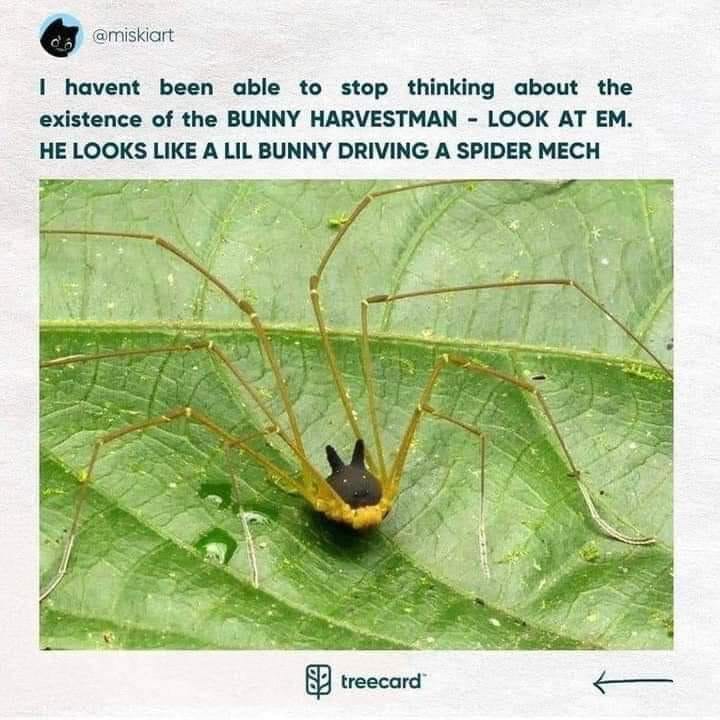 @miskiart
I havent been able to stop thinking about the
existence of the BUNNY HARVESTMAN - LOOK AT EM.
HE LOOKS LIKE A LIL BUNNY DRIVING A SPIDER MECH
treecard